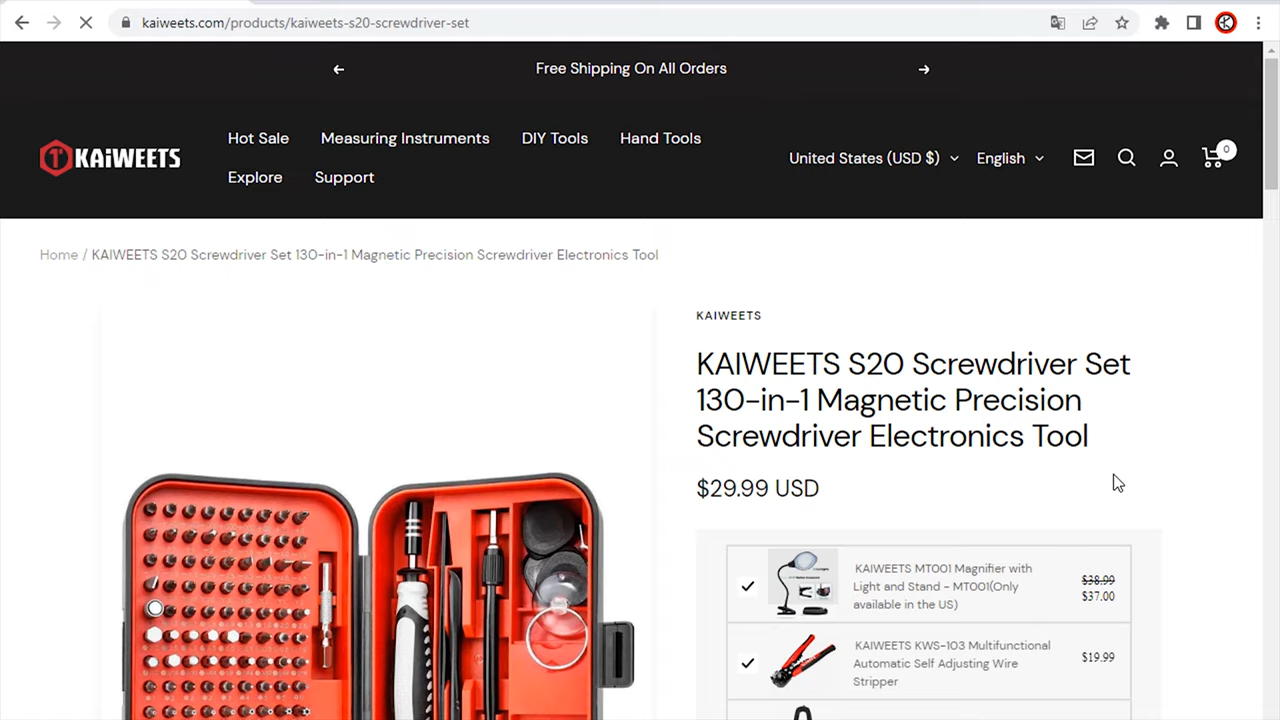 kaiweets.com/products/kaiweets-s20-screwdriver-set
Free Shipping On All Orders
KAiWEETS
Hot Sale
Measuring Instruments
DIY Tools
Hand Tools
Explore
Support
United States (USD $)
English
0
Home / KAIWEETS S20 Screwdriver Set 130-in-1 Magnetic Precision Screwdriver Electronics Tool
KAIWEETS
KAIWEETS S20 Screwdriver Set
130-in-1 Magnetic Precision
Screwdriver Electronics Tool
$29.99 USD
KAIWEETS MT001 Magnifier with
Light and Stand - MT001(Only
available in the US)
$38.99
$37.00
KAIWEETS KWS-103 Multifunctional
Automatic Self Adjusting Wire
Stripper
$19.99